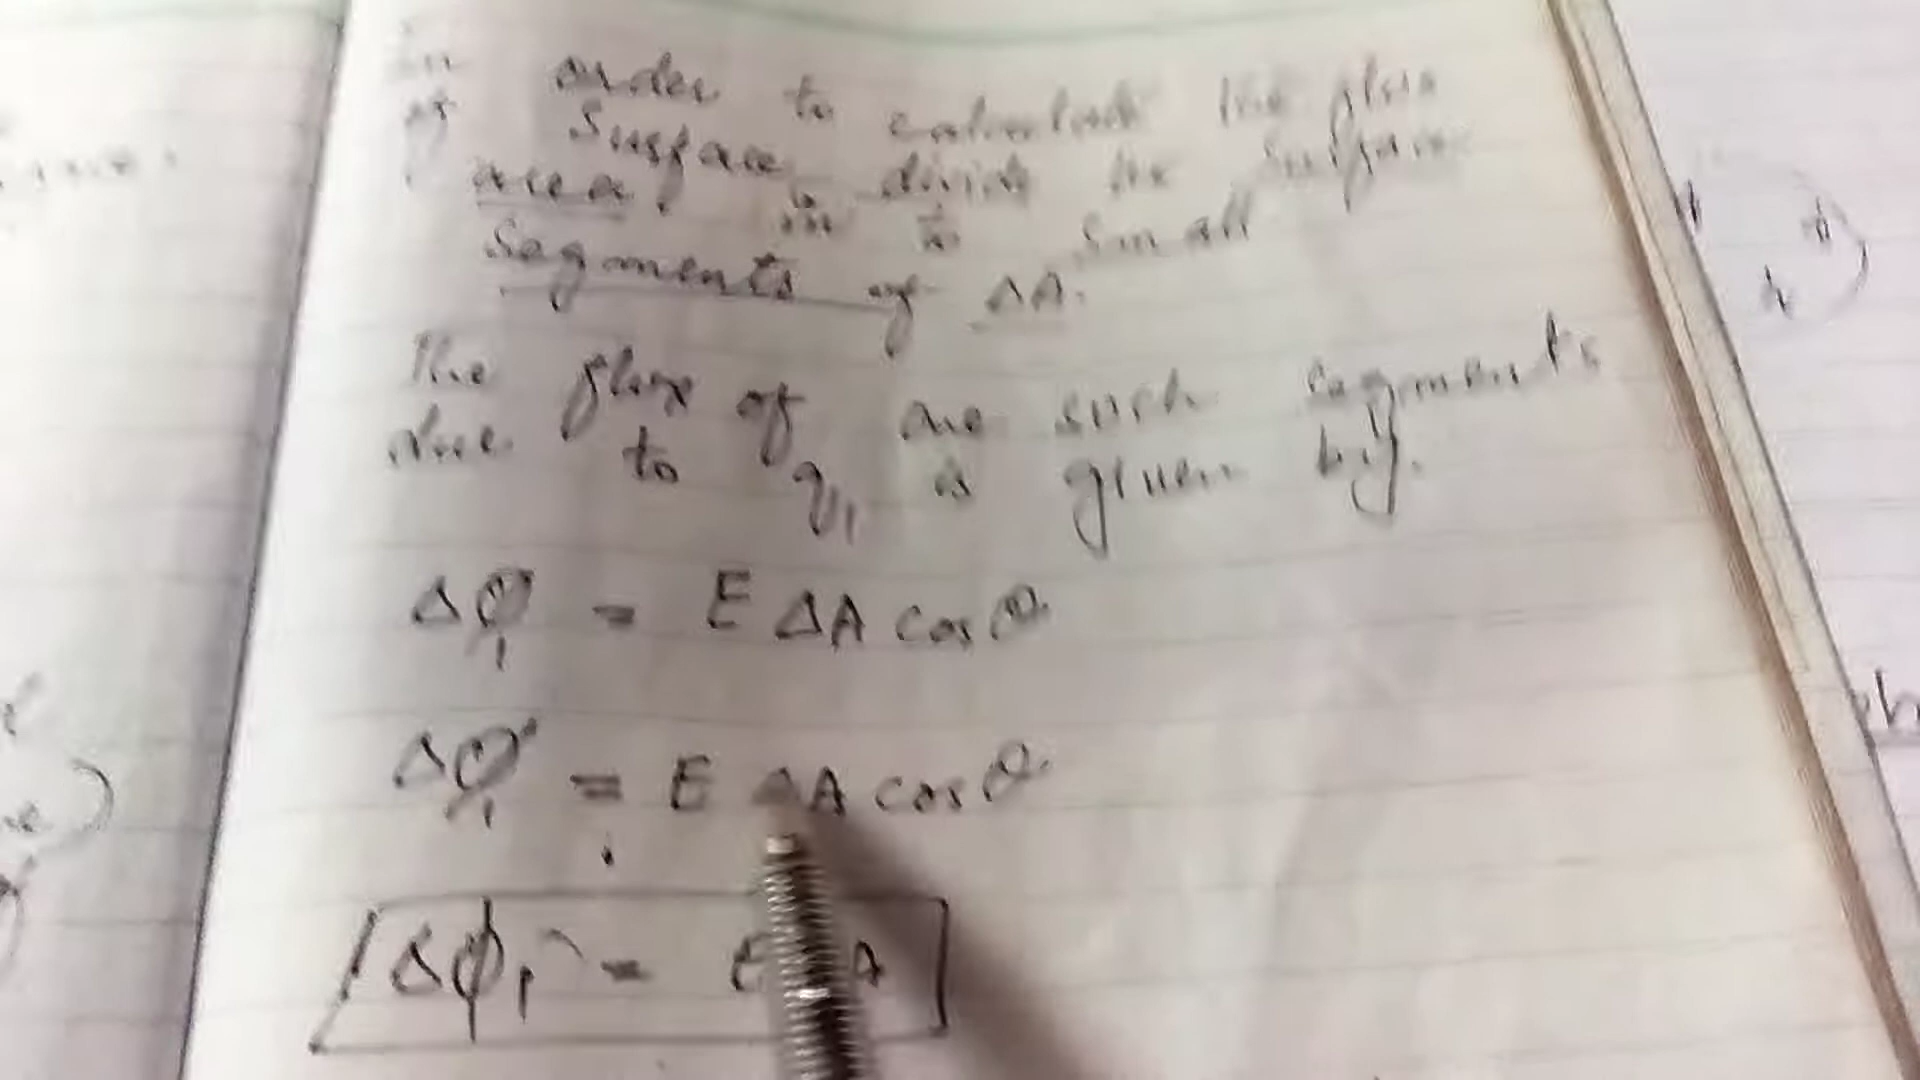 In order to calculate the flux
of Surface, divide the surface
area, in to small
Segments of ΔA.
The flux of one such segments
due to q₁ is given by.
Δφ₁ = E ΔA cos θ.
Δφ₁ = E ΔA cos θ.
Δφ₁ = E A